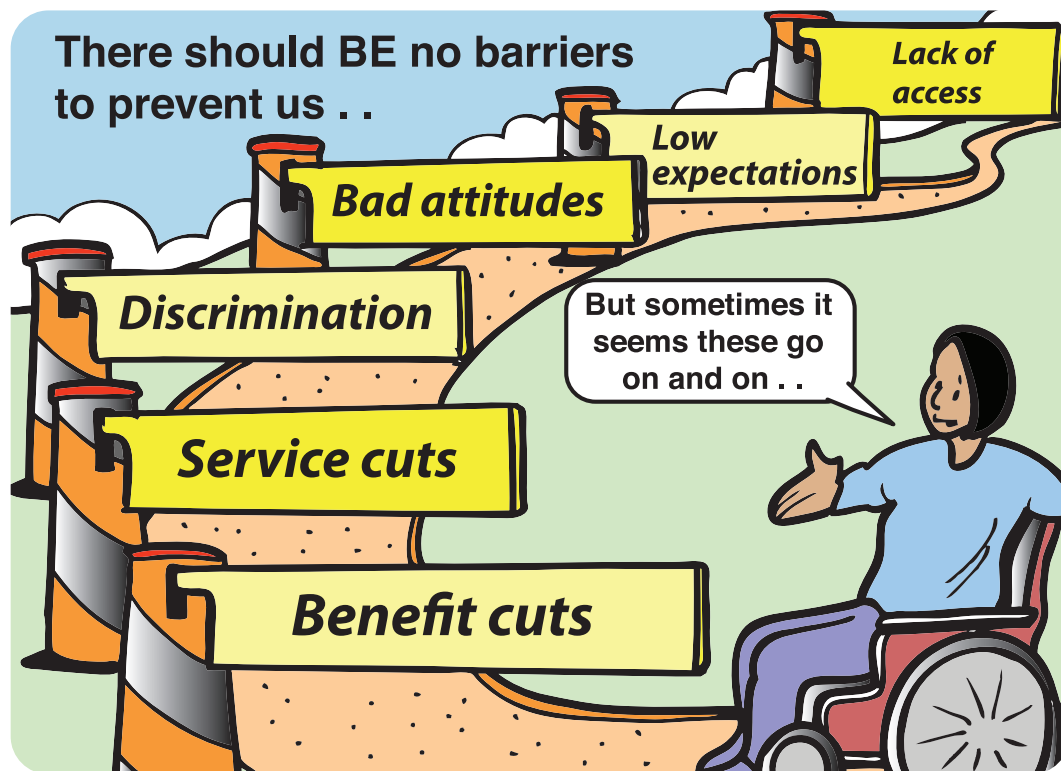 There should BE no barriers
to prevent us . .
Lack of
access
Low
expectations
Bad attitudes
Discrimination
But sometimes it
seems these go
on and on . .
Service cuts
Benefit cuts